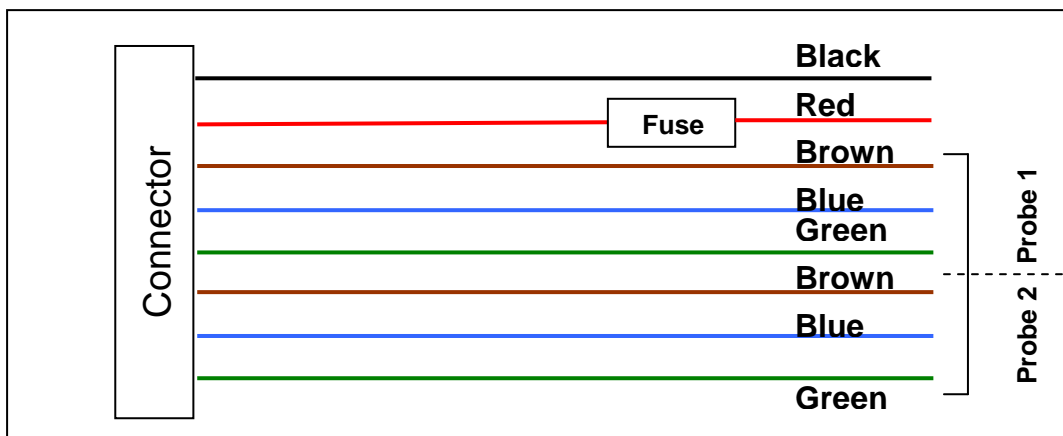 Connector
Black
Red
Fuse
Brown
Blue
Green
Brown
Blue
Green
Probe 1
Probe 2